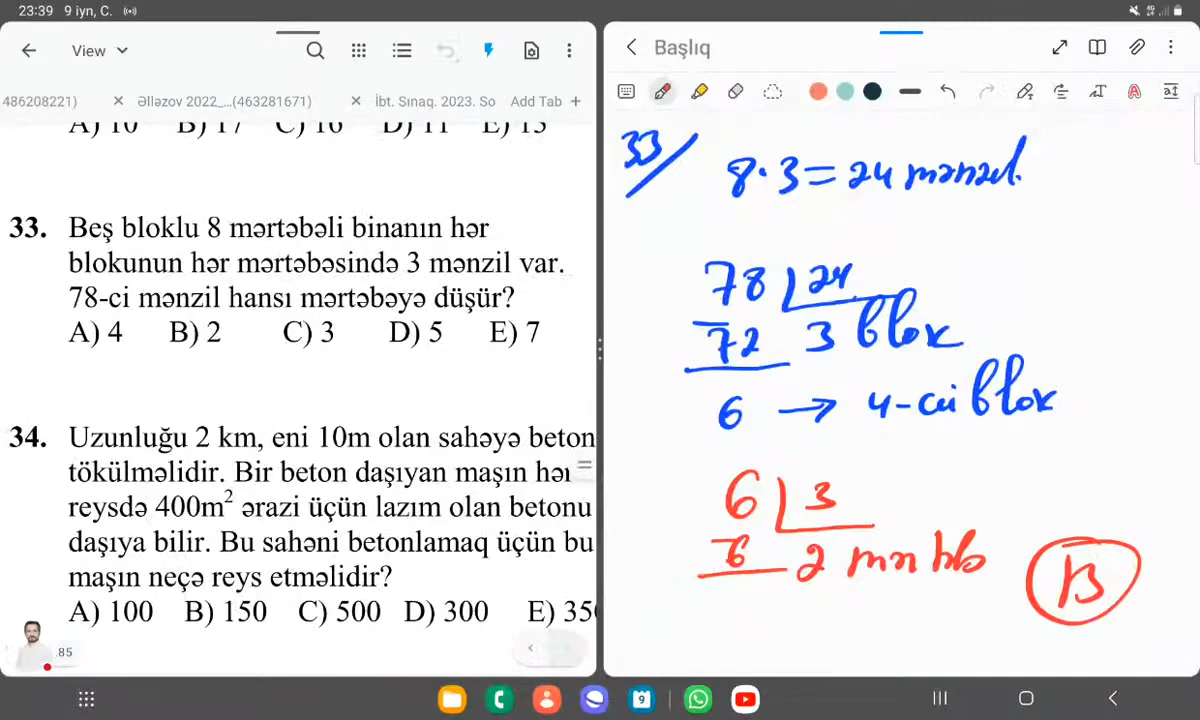 23:39 9 iyn, C.
View
486208221) × Əlləzov 2022_...(463281671) × İbt. Sınaq. 2023. So Add Tab +
A) 10 B) 17 C) 16 D) 11 E) 13
33. Beş bloklu 8 mərtəbəli binanın hər
blokunun hər mərtəbəsində 3 mənzil var.
78-ci mənzil hansı mərtəbəyə düşür?
A) 4 B) 2 C) 3 D) 5 E) 7
34. Uzunluğu 2 km, eni 10m olan sahəyə beton
tökülməlidir. Bir beton daşıyan maşın hər
reysdə 400m² ərazi üçün lazım olan betonu
daşıya bilir. Bu sahəni betonlamaq üçün bu
maşın neçə reys etməlidir?
A) 100 B) 150 C) 500 D) 300 E) 35
85
Başlıq
33/ 8·3=24 mənzil.
78 24
72 3 blok
6 → 4-cü blok
6 3
6 2
B
9